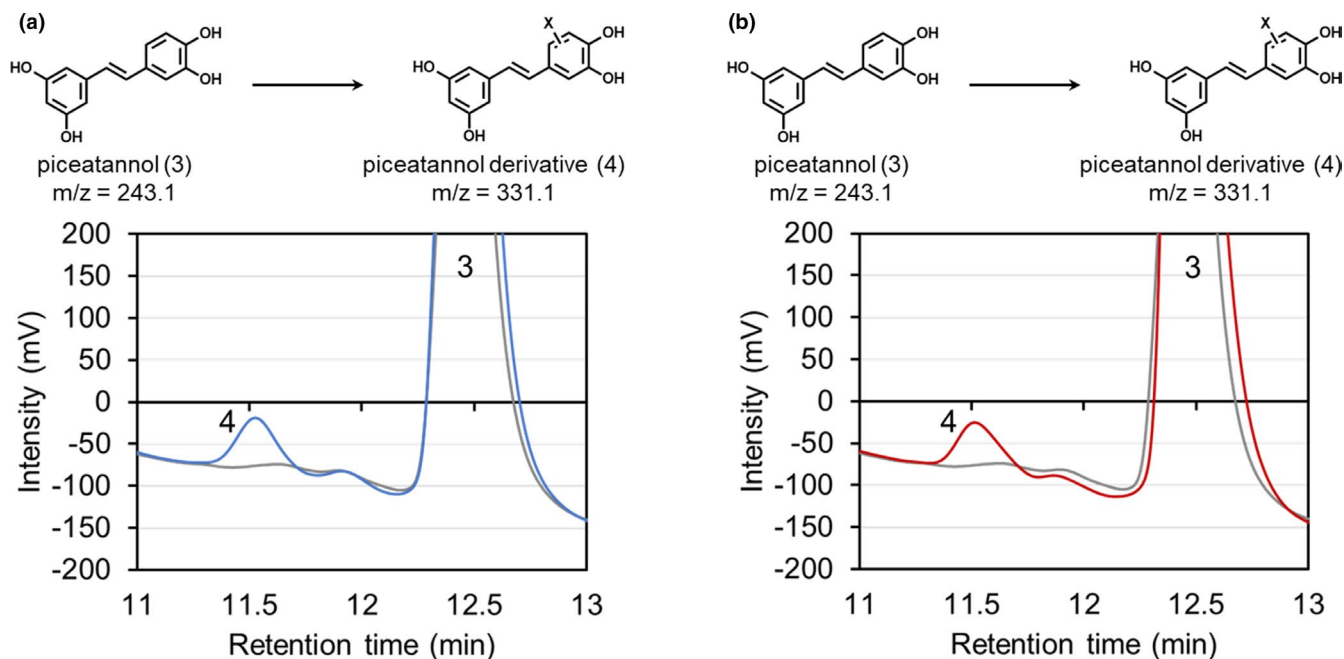 (a)
HO
OH
OH
OH
X
HO
OH
OH
OH
piceatannol (3)
m/z = 243.1
piceatannol derivative (4)
m/z = 331.1
200
150
100
50
0
-50
-100
-150
-200
Intensity (mV)
3
4
11
11.5
12
12.5
13
Retention time (min)
(b)
HO
OH
OH
OH
X
HO
OH
OH
OH
piceatannol (3)
m/z = 243.1
piceatannol derivative (4)
m/z = 331.1
200
150
100
50
0
-50
-100
-150
-200
Intensity (mV)
3
4
11
11.5
12
12.5
13
Retention time (min)